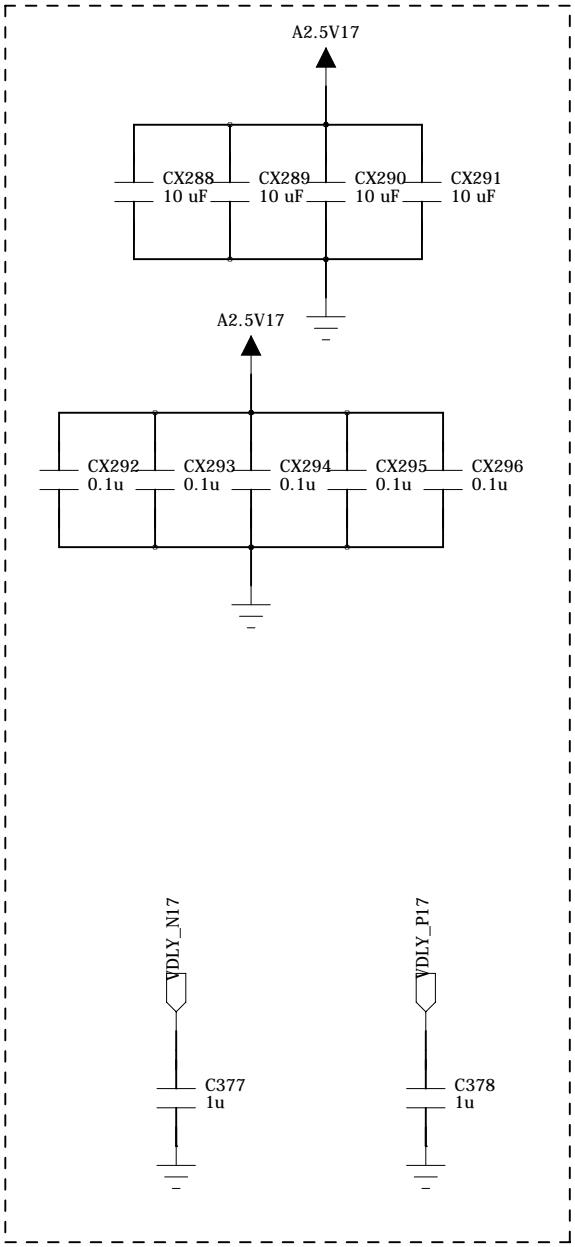 A2.5V17
CX288 CX289 CX290 CX291
10 uF 10 uF 10 uF 10 uF
A2.5V17
CX292 CX293 CX294 CX295 CX296
0.1u 0.1u 0.1u 0.1u 0.1u
VDLY_N17
VDLY_P17
C377
1u
C378
1u